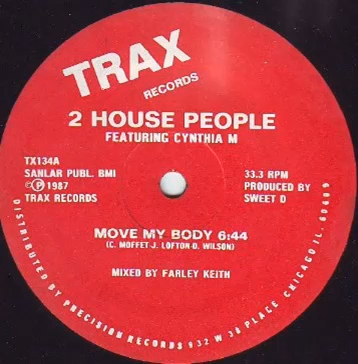 TRAX
RECORDS
2 HOUSE PEOPLE
FEATURING CYNTHIA M
TX134A
SANLAR PUBL. BMI
©℗1987
TRAX RECORDS
33.3 RPM
PRODUCED BY
SWEET D
MOVE MY BODY 6:44
(C. MOFFET-J. LOFTON-D. WILSON)
MIXED BY FARLEY KEITH
DISTRIBUTED BY PRECISION RECORDS 932 W 38 PLACE CHICAGO IL. 60609